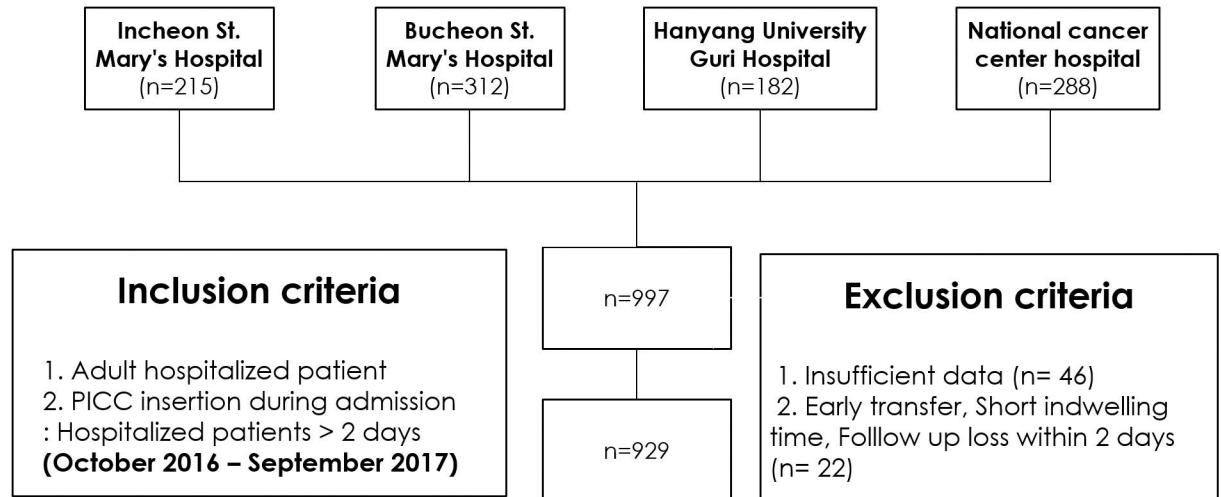 Incheon St.
Mary's Hospital
(n=215)
Bucheon St.
Mary's Hospital
(n=312)
Hanyang University
Guri Hospital
(n=182)
National cancer
center hospital
(n=288)
Inclusion criteria
1. Adult hospitalized patient
2. PICC insertion during admission
: Hospitalized patients > 2 days
(October 2016 – September 2017)
n=997
n=929
Exclusion criteria
1. Insufficient data (n= 46)
2. Early transfer, Short indwelling
time, Folllow up loss within 2 days
(n= 22)